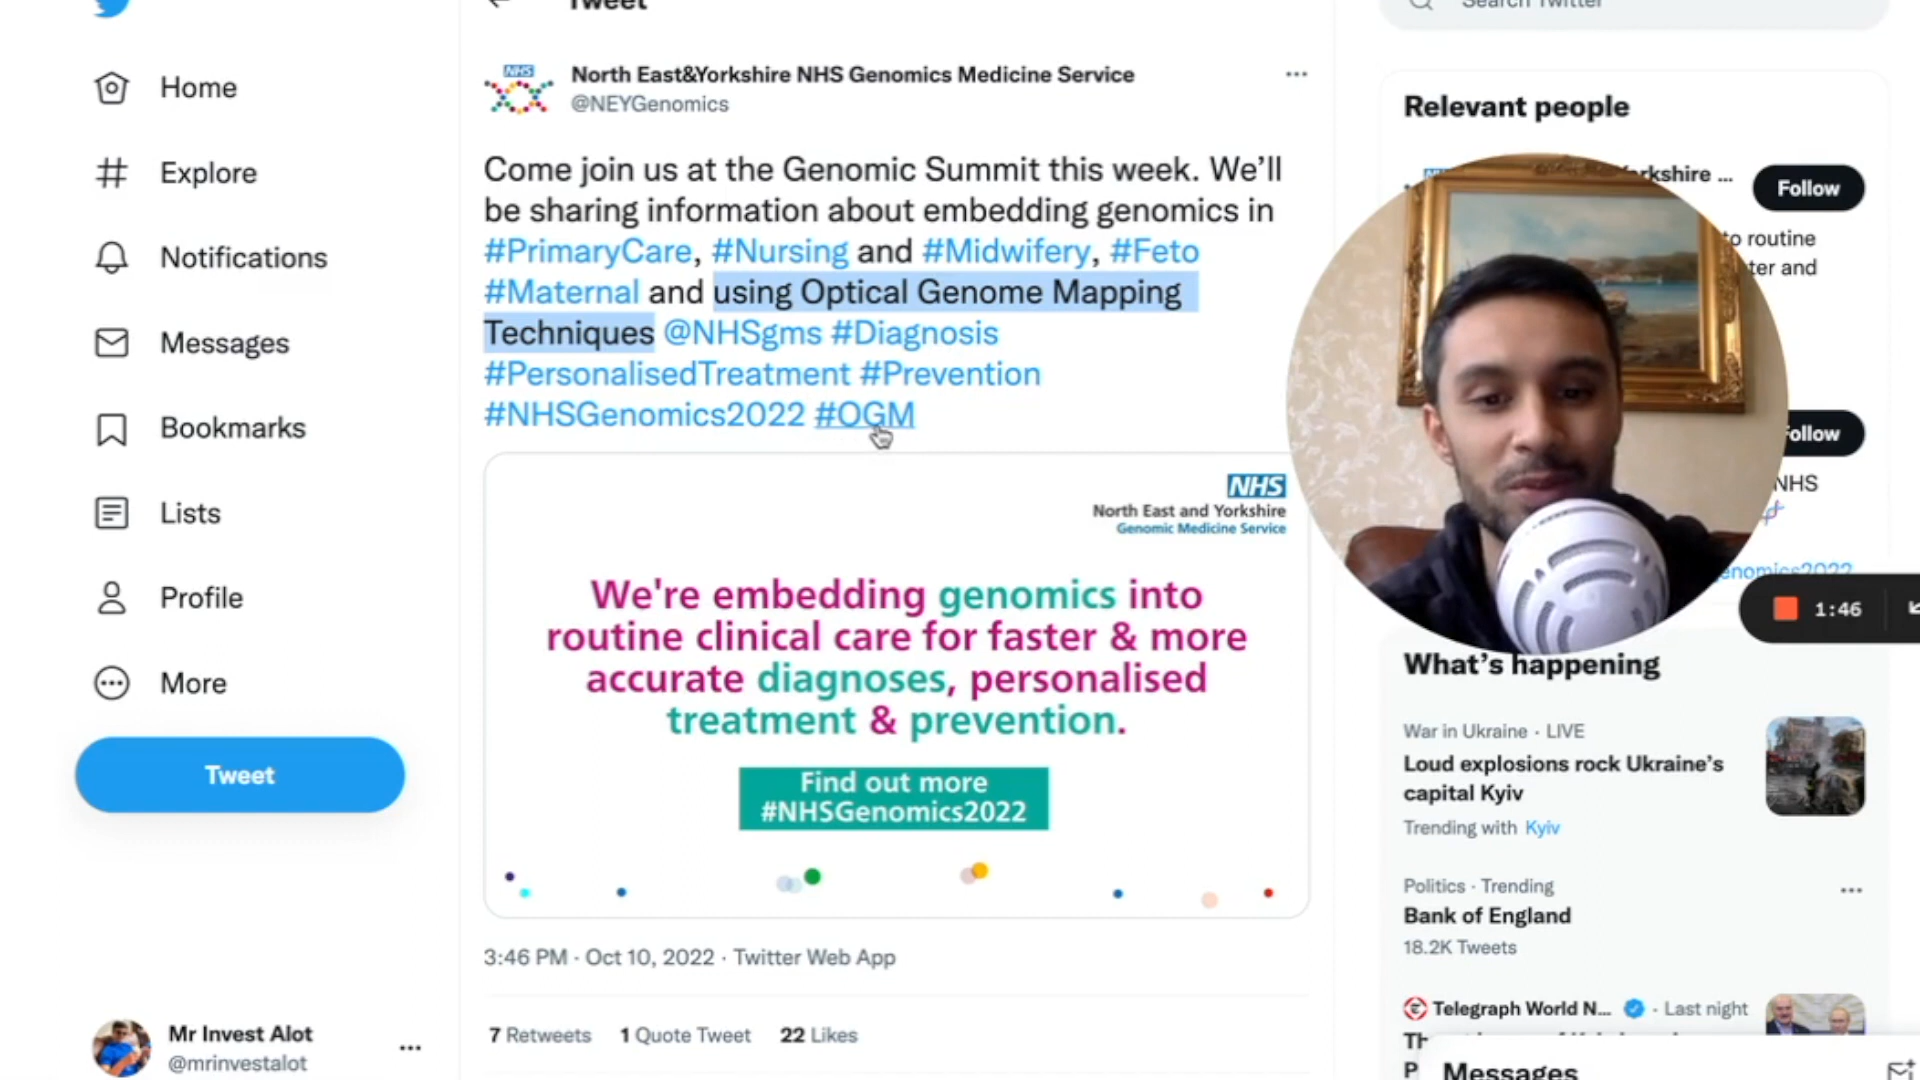 Tweet
Search Twitter
Home
Explore
Notifications
Messages
Bookmarks
Lists
Profile
More
Tweet
Mr Invest Alot
@mrinvestalot
NHS
North East&Yorkshire NHS Genomics Medicine Service
@NEYGenomics
Come join us at the Genomic Summit this week. We’ll
be sharing information about embedding genomics in
#PrimaryCare, #Nursing and #Midwifery, #Feto
#Maternal and using Optical Genome Mapping
Techniques @NHSgms #Diagnosis
#PersonalisedTreatment #Prevention
#NHSGenomics2022 #OGM
NHS
North East and Yorkshire
Genomic Medicine Service
We're embedding genomics into
routine clinical care for faster & more
accurate diagnoses, personalised
treatment & prevention.
Find out more
#NHSGenomics2022
3:46 PM · Oct 10, 2022 · Twitter Web App
7 Retweets 1 Quote Tweet 22 Likes
Relevant people
Follow
to routine
NHS
1:46
What’s happening
War in Ukraine · LIVE
Loud explosions rock Ukraine’s
capital Kyiv
Trending with Kyiv
Politics · Trending
Bank of England
18.2K Tweets
Telegraph World N... · Last night
Messages